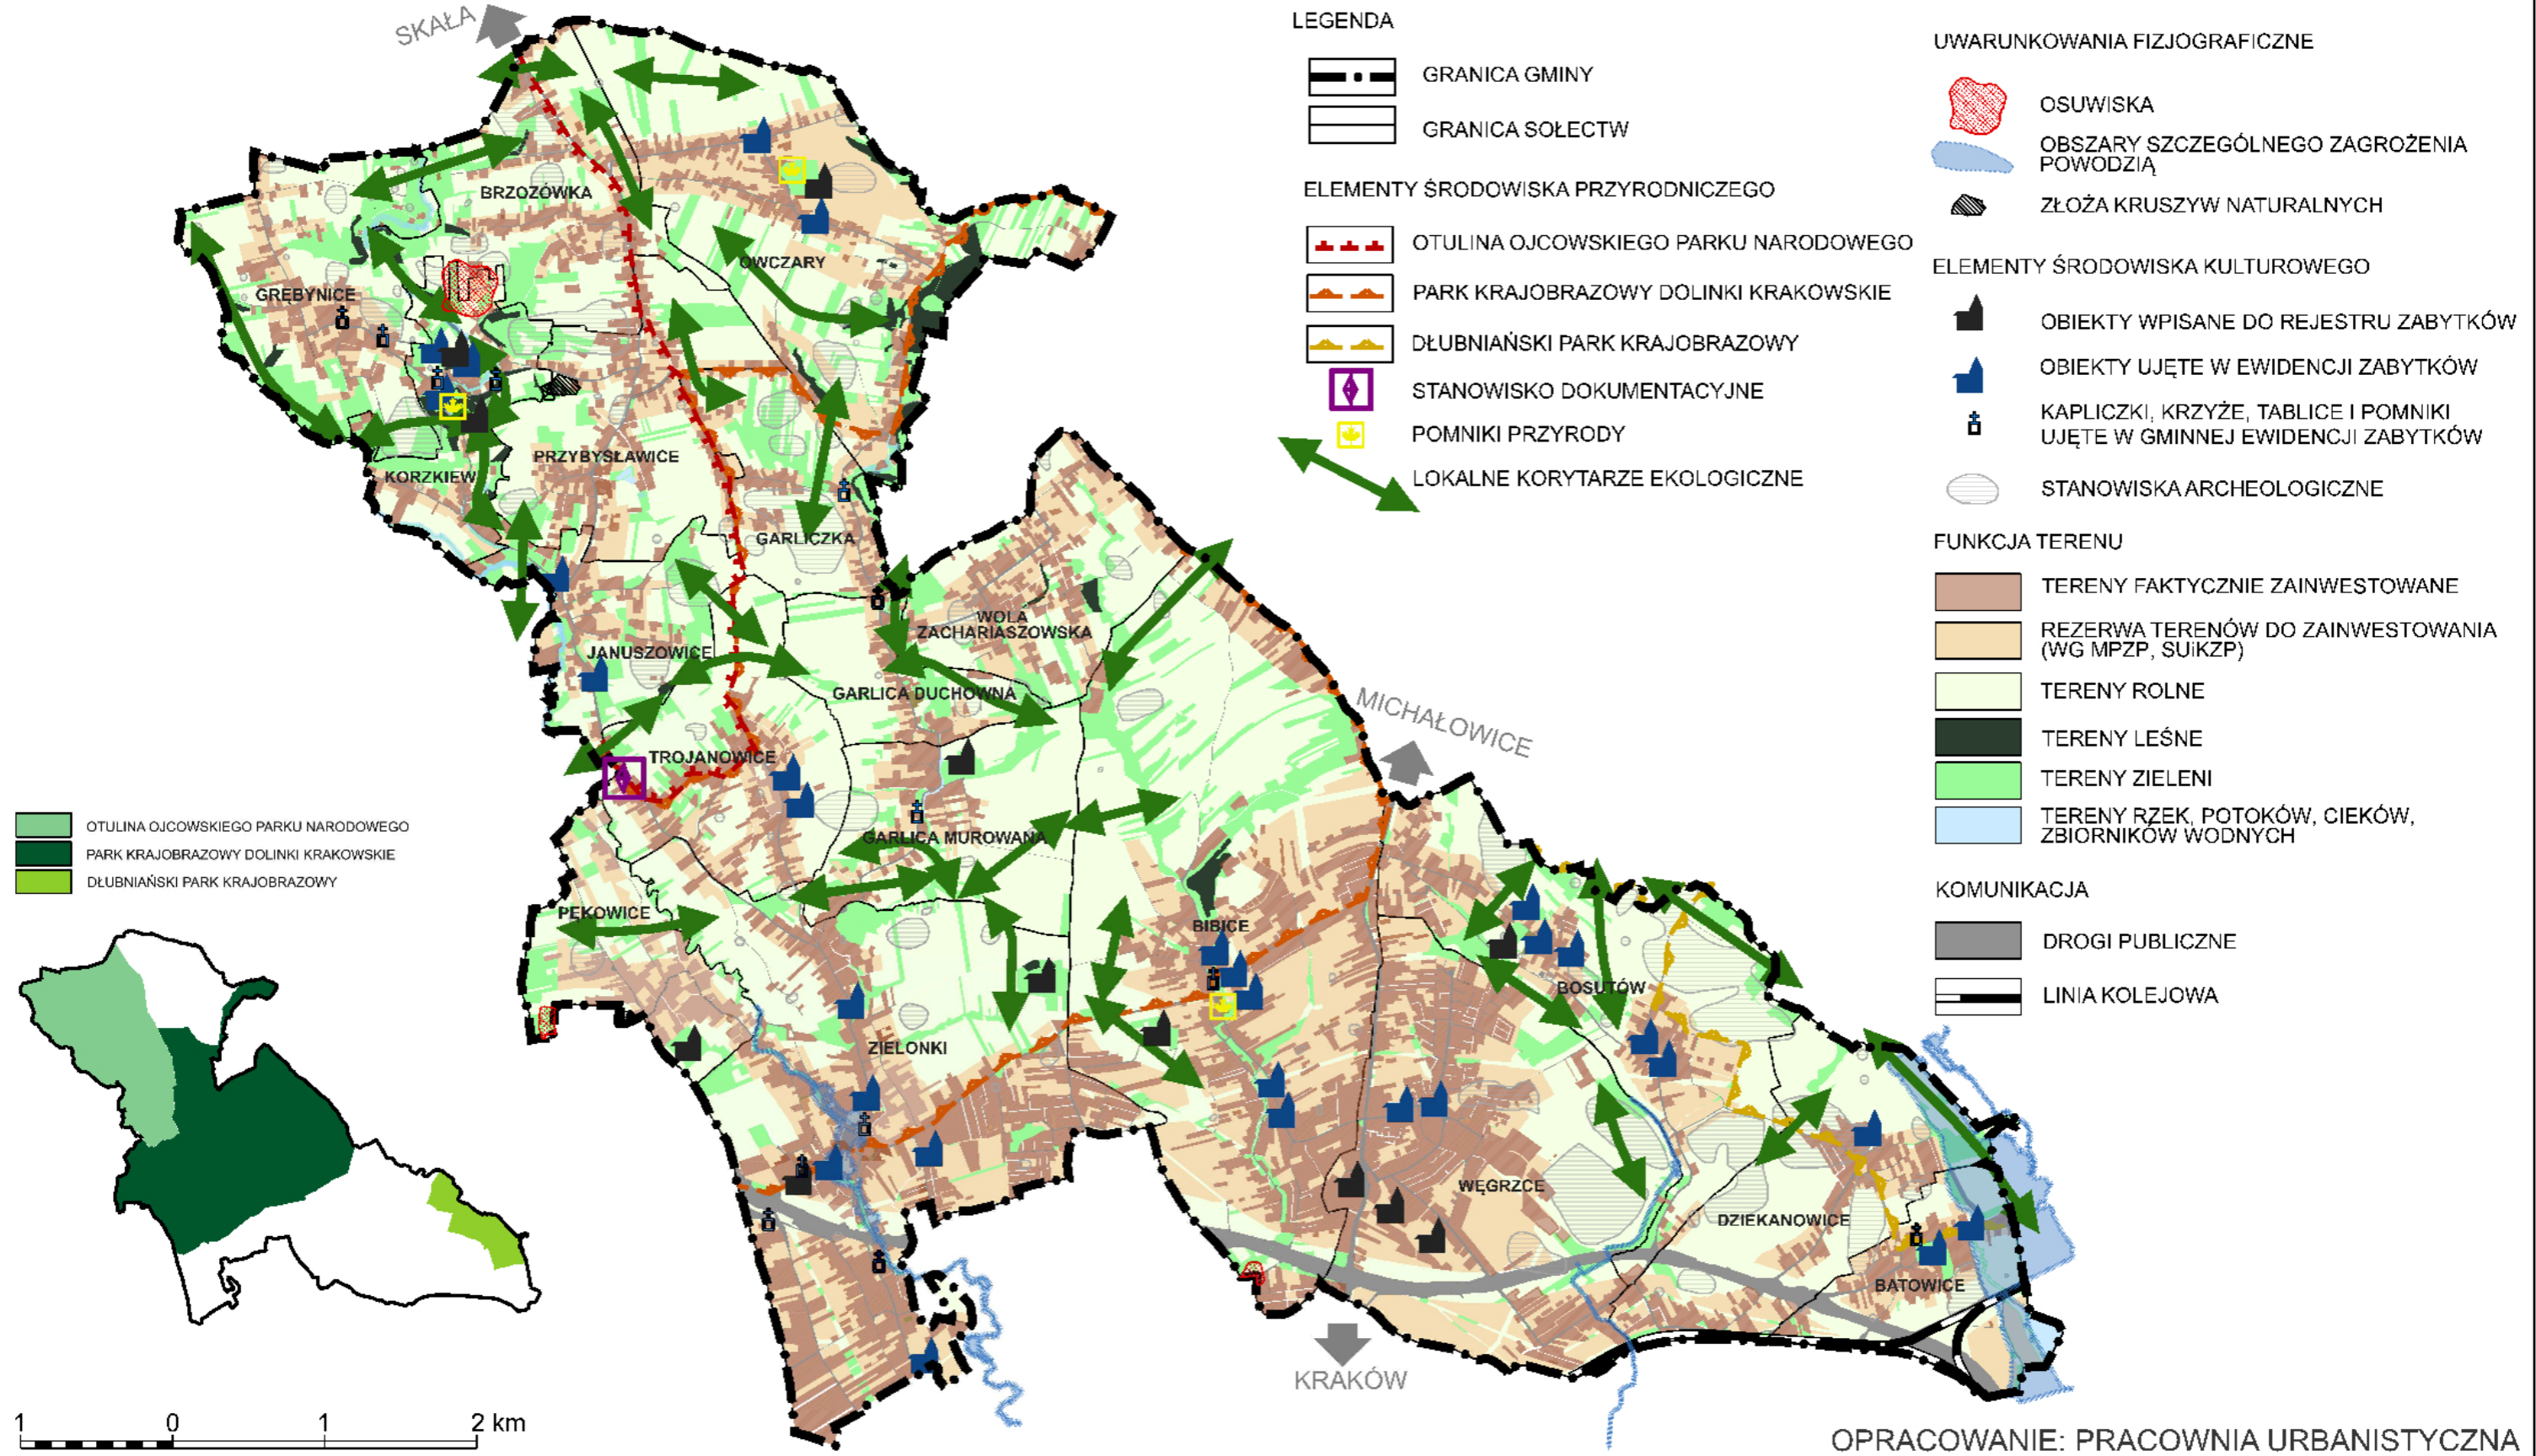 SKAŁA
BRZOZÓWKA
OWCZARY
GRĘBYNICE
PRZYBYSŁAWICE
KORZKIEW
GARLICZKA
WOLA
ZACHARIASZOWSKA
JANUSZOWICE
GARLICA DUCHOWNA
MICHAŁOWICE
TROJANOWICE
GARLICA MUROWANA
PĘKOWICE
BIBICE
BOSUTÓW
ZIELONKI
WĘGRZCE
DZIEKANOWICE
BATOWICE
KRAKÓW
OTULINA OJCOWSKIEGO PARKU NARODOWEGO
PARK KRAJOBRAZOWY DOLINKI KRAKOWSKIE
DŁUBNIAŃSKI PARK KRAJOBRAZOWY
1 0 1 2 km
LEGENDA
GRANICA GMINY
GRANICA SOŁECTW
ELEMENTY ŚRODOWISKA PRZYRODNICZEGO
OTULINA OJCOWSKIEGO PARKU NARODOWEGO
PARK KRAJOBRAZOWY DOLINKI KRAKOWSKIE
DŁUBNIAŃSKI PARK KRAJOBRAZOWY
STANOWISKO DOKUMENTACYJNE
POMNIKI PRZYRODY
LOKALNE KORYTARZE EKOLOGICZNE
UWARUNKOWANIA FIZJOGRAFICZNE
OSUWISKA
OBSZARY SZCZEGÓLNEGO ZAGROŻENIA
POWODZIĄ
ZŁOŻA KRUSZYW NATURALNYCH
ELEMENTY ŚRODOWISKA KULTUROWEGO
OBIEKTY WPISANE DO REJESTRU ZABYTKÓW
OBIEKTY UJĘTE W EWIDENCJI ZABYTKÓW
KAPLICZKI, KRZYŻE, TABLICE I POMNIKI
UJĘTE W GMINNEJ EWIDENCJI ZABYTKÓW
STANOWISKA ARCHEOLOGICZNE
FUNKCJA TERENU
TERENY FAKTYCZNIE ZAINWESTOWANE
REZERWA TERENÓW DO ZAINWESTOWANIA
(WG MPZP, SUiKZP)
TERENY ROLNE
TERENY LEŚNE
TERENY ZIELENI
TERENY RZEK, POTOKÓW, CIEKÓW,
ZBIORNIKÓW WODNYCH
KOMUNIKACJA
DROGI PUBLICZNE
LINIA KOLEJOWA
OPRACOWANIE: PRACOWNIA URBANISTYCZNA